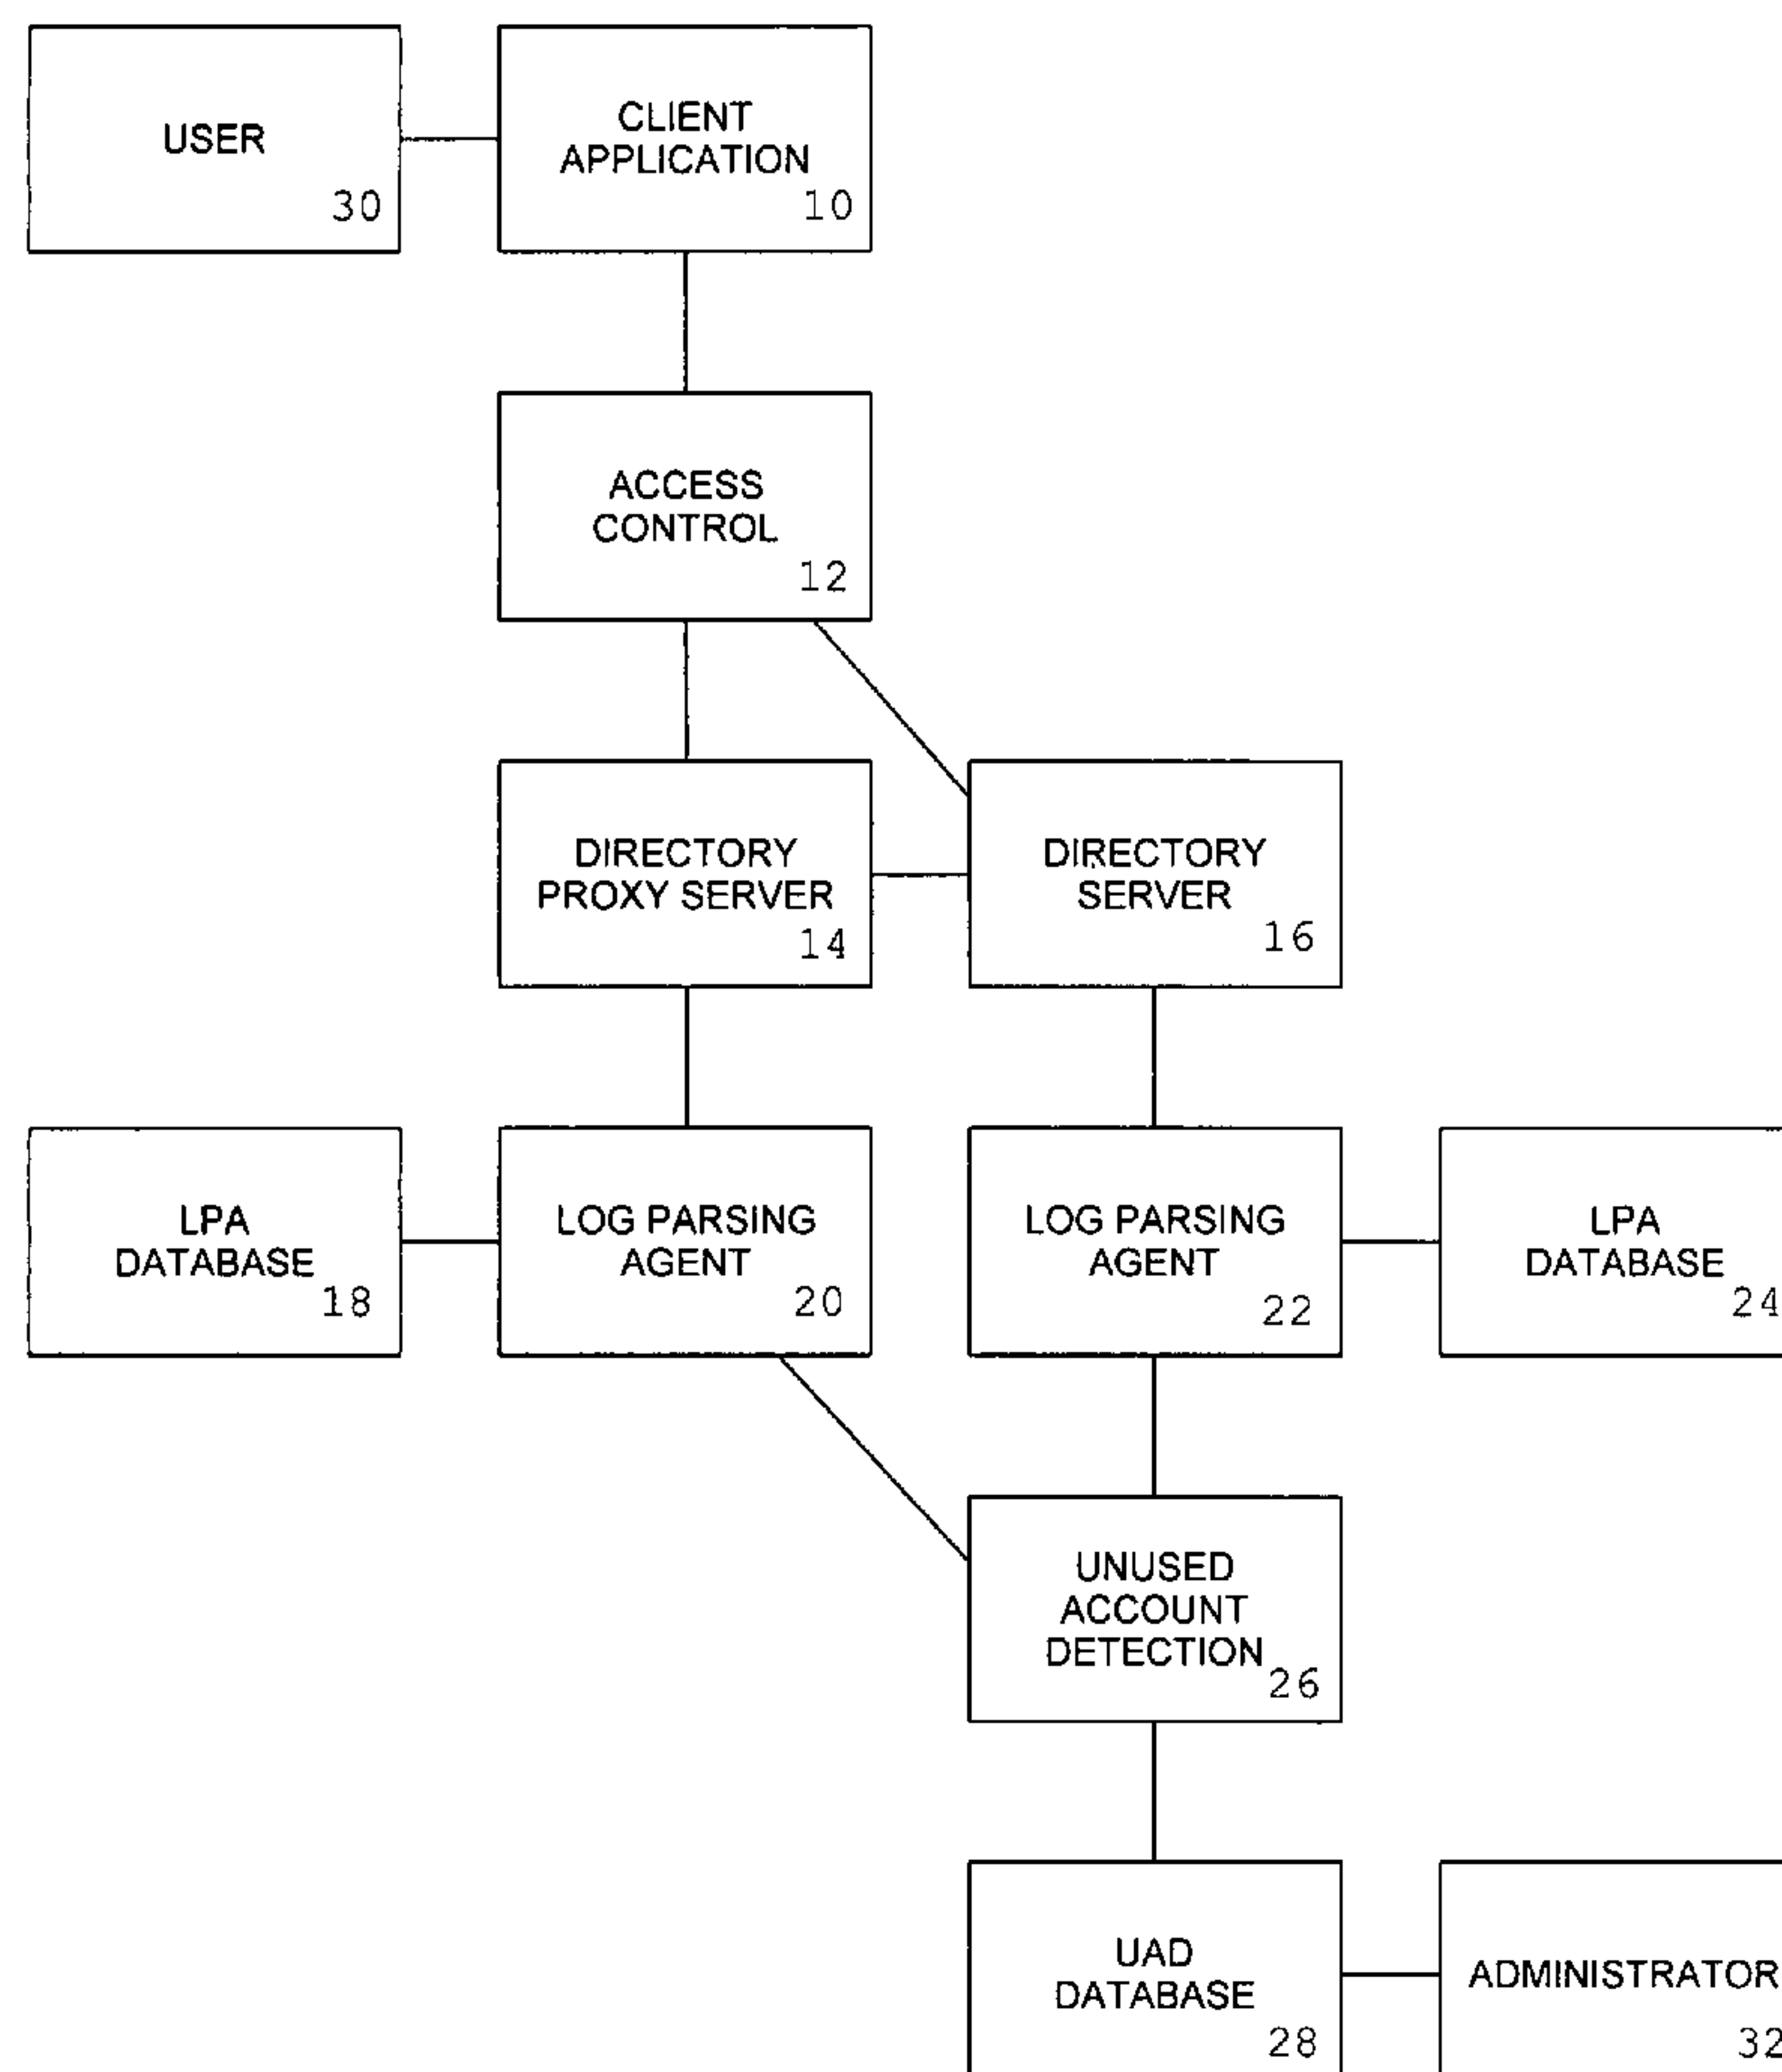 USER
30
CLIENT
APPLICATION
10
ACCESS
CONTROL
12
DIRECTORY
PROXY SERVER
14
DIRECTORY
SERVER
16
LPA
DATABASE
18
LOG PARSING
AGENT
20
LOG PARSING
AGENT
22
LPA
DATABASE
24
UNUSED
ACCOUNT
DETECTION
26
UAD
DATABASE
28
ADMINISTRATOR
32